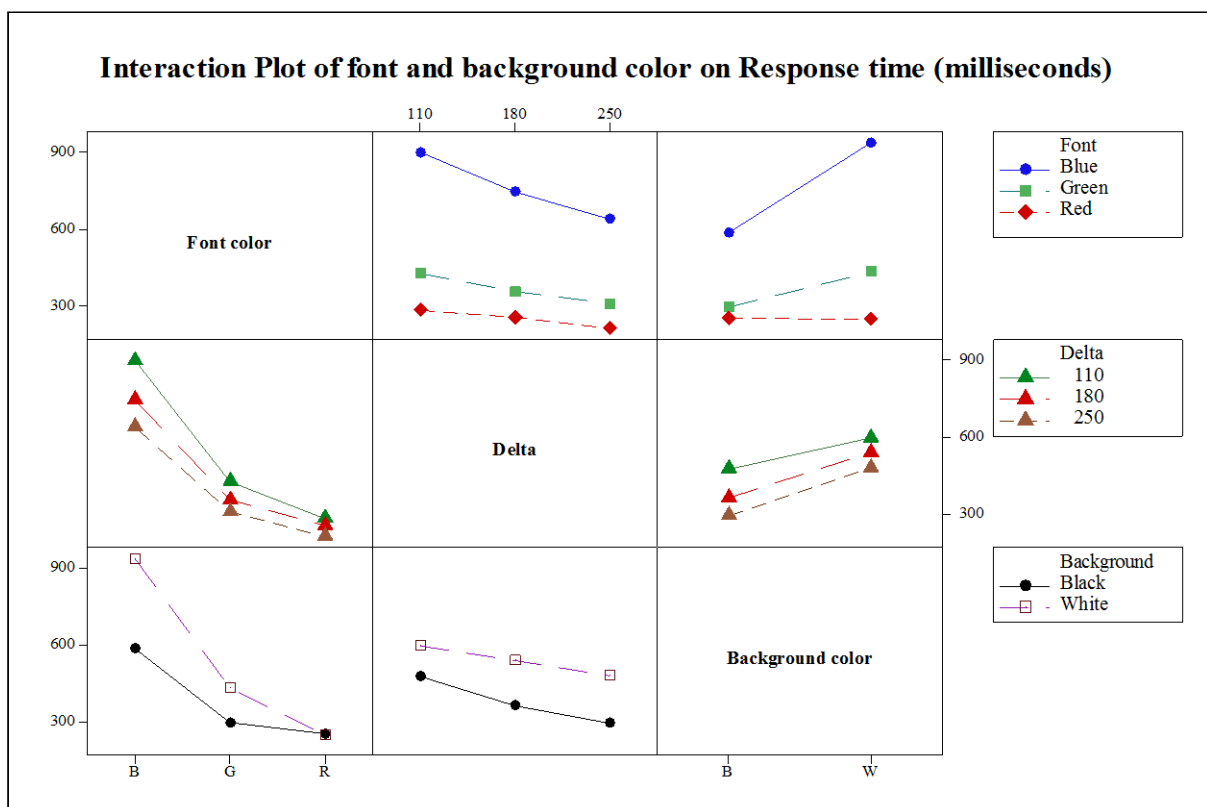 Interaction Plot of font and background color on Response time (milliseconds)
110 180 250
900
600
300
Font color
Font
Blue
Green
Red
Delta
900
600
300
Delta
110
180
250
900
600
300
Background color
Background
Black
White
B G R
B W